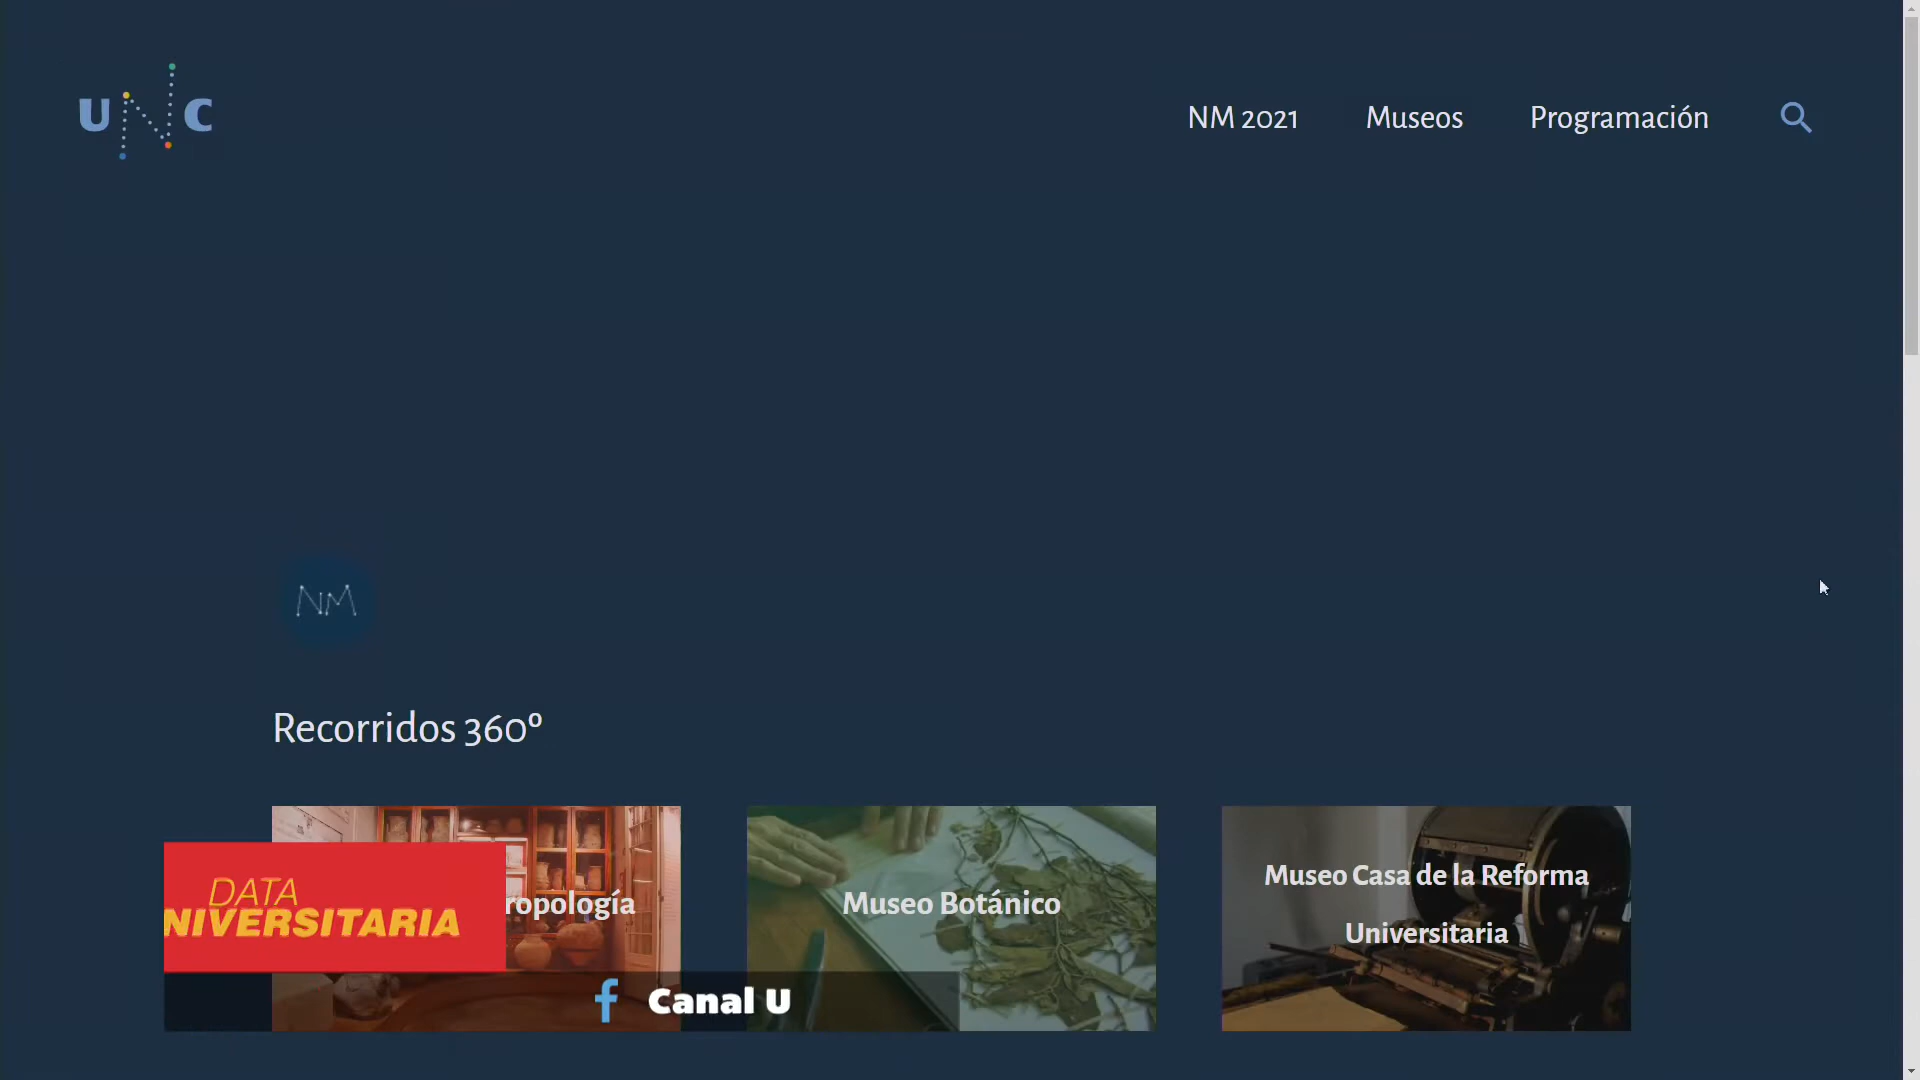 UNC
NM 2021
Museos
Programación
NM
Recorridos 360º
ropología
Museo Botánico
Museo Casa de la Reforma
Universitaria
DATA
NIVERSITARIA
Canal U